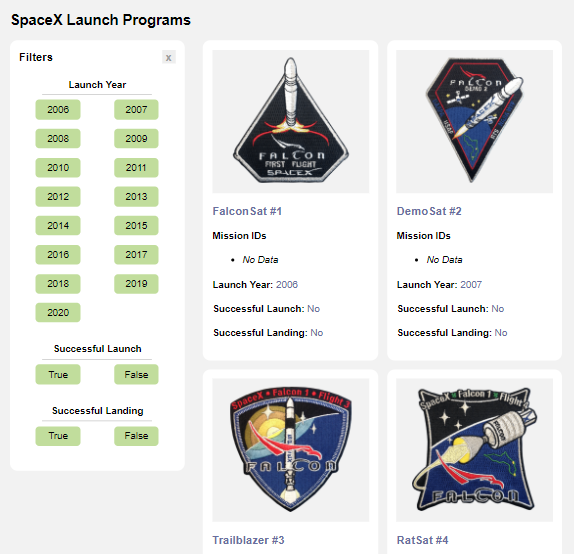 SpaceX Launch Programs
Filters
x
Launch Year
2006 2007
2008 2009
2010 2011
2012 2013
2014 2015
2016 2017
2018 2019
2020
Successful Launch
True False
Successful Landing
True False
FALCON
FIRST FLIGHT
SPACEX
FalconSat #1
Mission IDs
No Data
Launch Year: 2006
Successful Launch: No
Successful Landing: No
FALCON
DEMO 2
DemoSat #2
Mission IDs
No Data
Launch Year: 2007
Successful Launch: No
Successful Landing: No
SpaceX Falcon 1 Flight 3
FALCON
Trailblazer #3
SpaceX Falcon 1 Flight
FALCON
RatSat #4